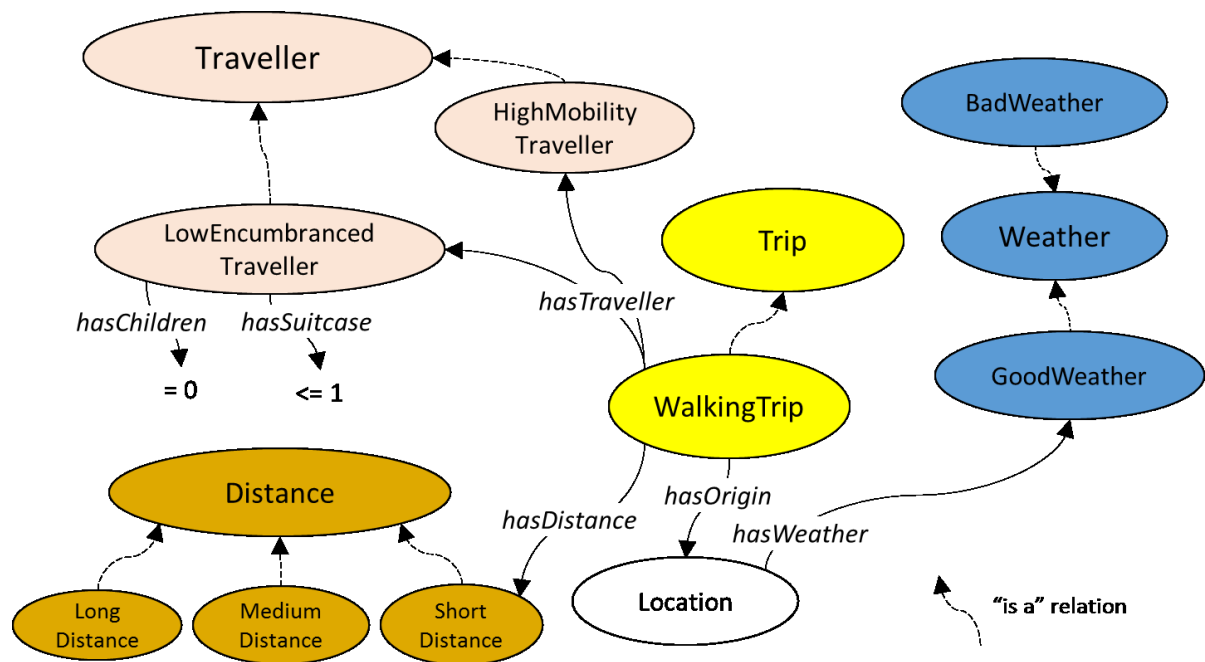 Traveller
HighMobility
Traveller
BadWeather
LowEncumbranced
Traveller
Trip
Weather
hasChildren
hasSuitcase
hasTraveller
= 0
<= 1
GoodWeather
WalkingTrip
Distance
hasOrigin
hasDistance
hasWeather
Long
Distance
Medium
Distance
Short
Distance
Location
“is a” relation